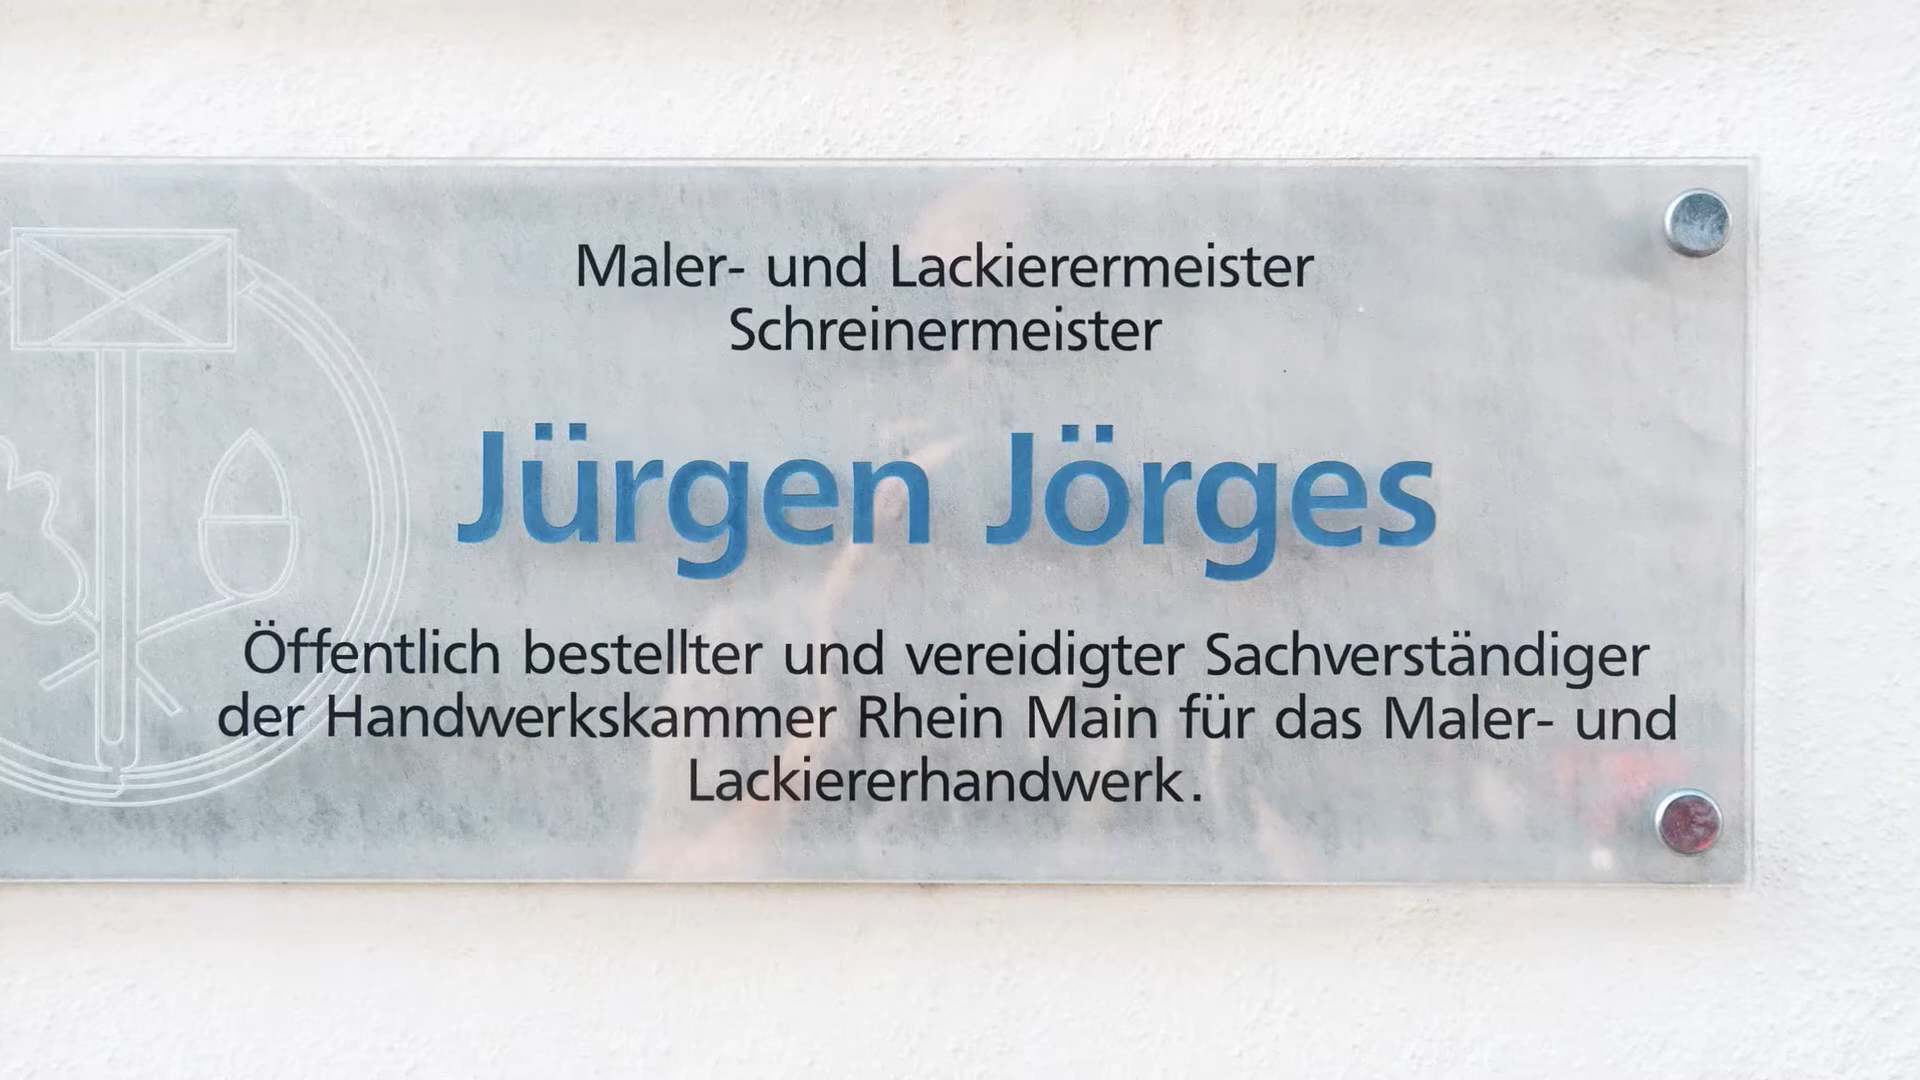 Maler- und Lackierermeister
Schreinermeister
Jürgen Jörges
Öffentlich bestellter und vereidigter Sachverständiger
der Handwerkskammer Rhein Main für das Maler- und
Lackiererhandwerk.